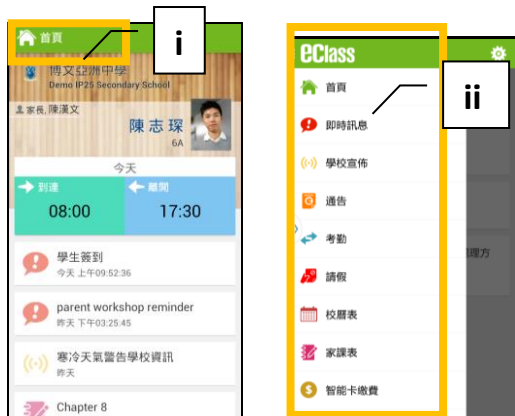 首頁
i
博文亞洲中學
Demo IP25 Secondary School
家長, 陳漢文
陳志琛
6A
今天
到達
離開
08:00
17:30
學生簽到
今天 上午09:52:36
parent workshop reminder
昨天 下午03:25:45
寒冷天氣警告學校資訊
昨天
Chapter 8
eClass
ii
首頁
即時訊息
學校宣佈
通告
考勤
請假
校曆表
家課表
智能卡繳費
理方